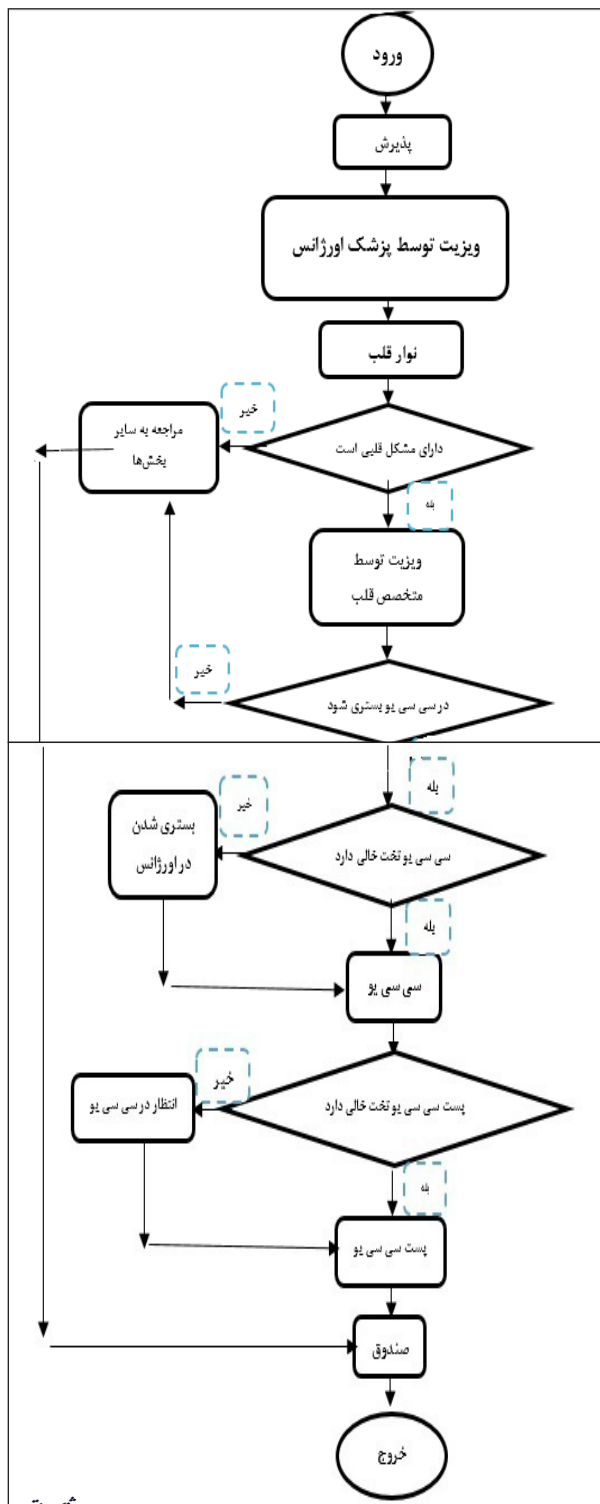 ورود
پذیرش
ویزیت توسط پزشک اورژانس
نوار قلب
خیر
دارای مشکل قلبی است
مراجعه به سایر
بخش‌ها
بله
ویزیت توسط
متخصص قلب
خیر
در سی سی یو بستری شود
بله
خیر
سی سی یو تخت خالی دارد
بستری شدن
در اورژانس
بله
سی سی یو
خیر
پست سی سی یو تخت خالی دارد
انتظار در سی سی یو
بله
پست سی سی یو
صندوق
خروج